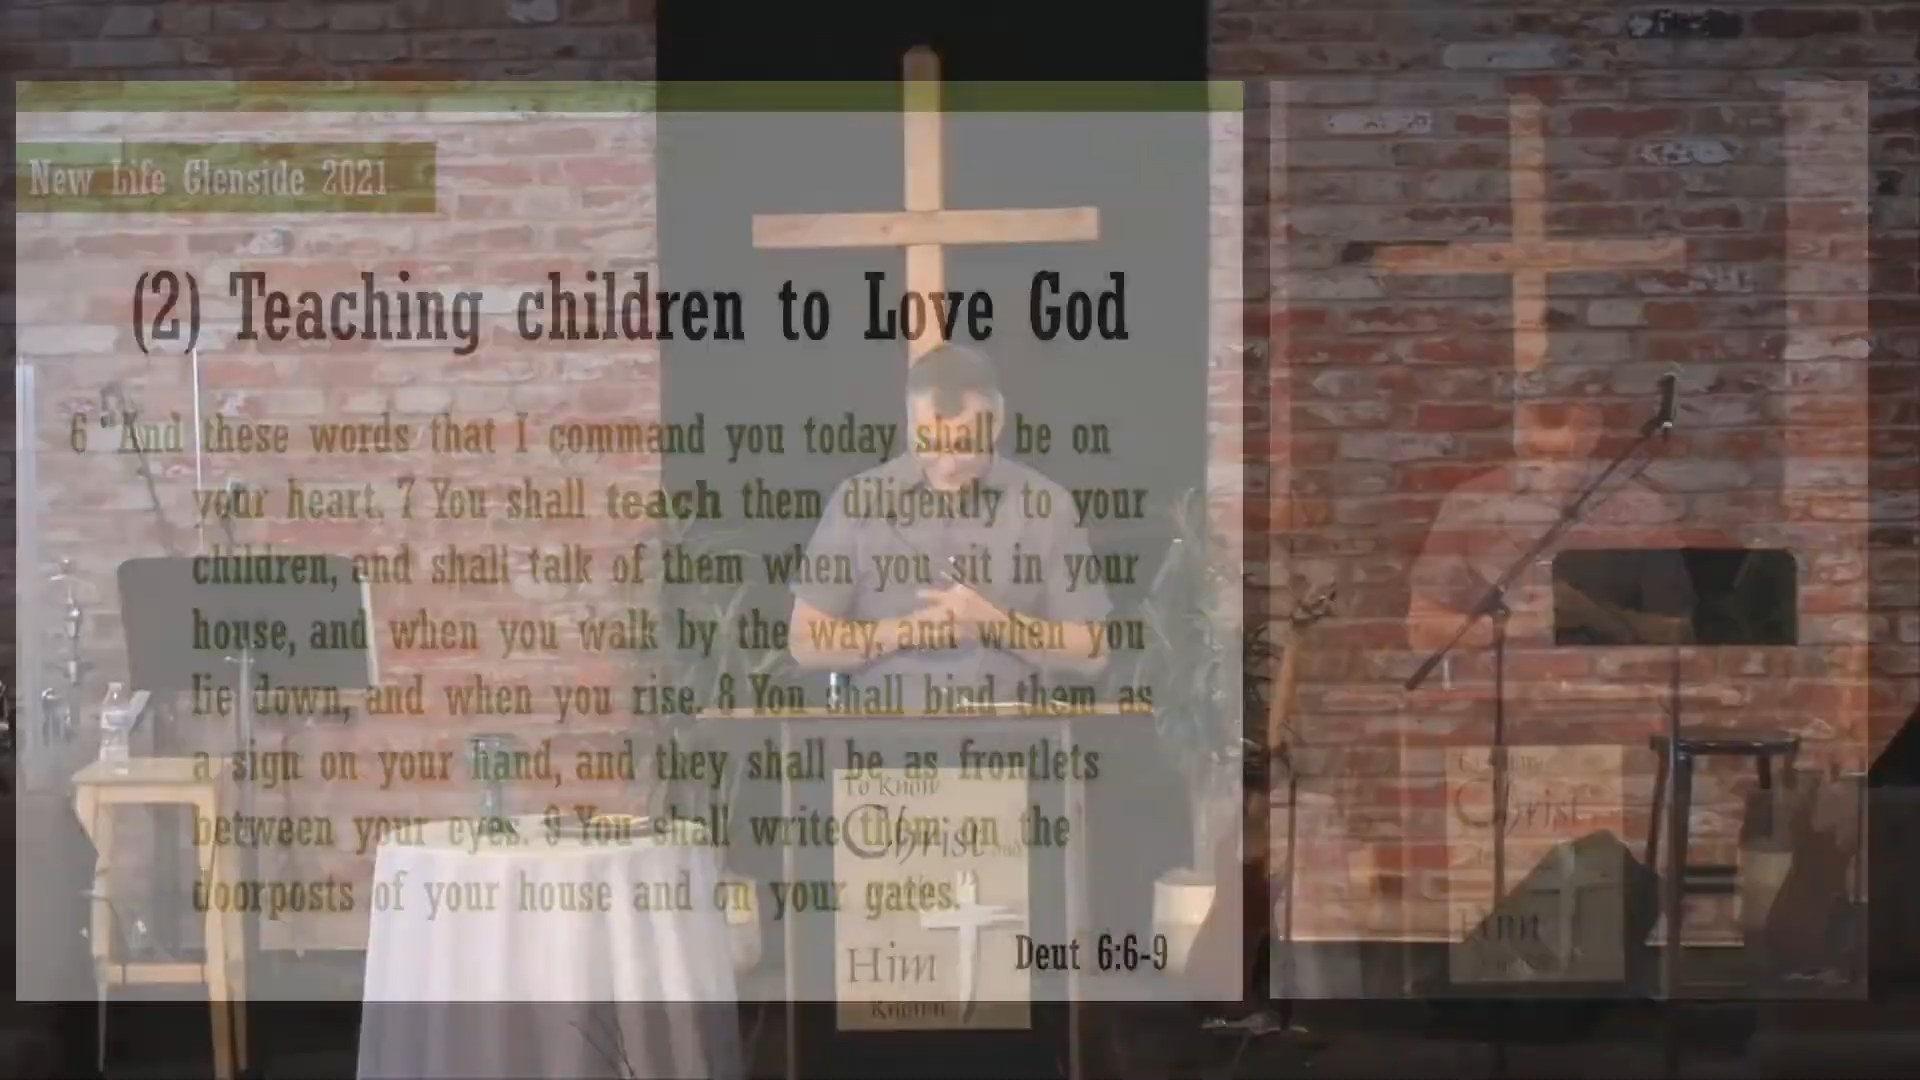 New Life Glenside 2021
(2) Teaching children to Love God
6 "And these words that I command you today shall be on
your heart. 7 You shall teach them diligently to your
children, and shall talk of them when you sit in your
house, and when you walk by the way, and when you
lie down, and when you rise. 8 You shall bind them as
a sign on your hand, and they shall be as frontlets
between your eyes. 9 You shall write them on the
doorposts of your house and on your gates."
Deut 6:6-9
To Know
Christ and
Him
Known
Christ
Him